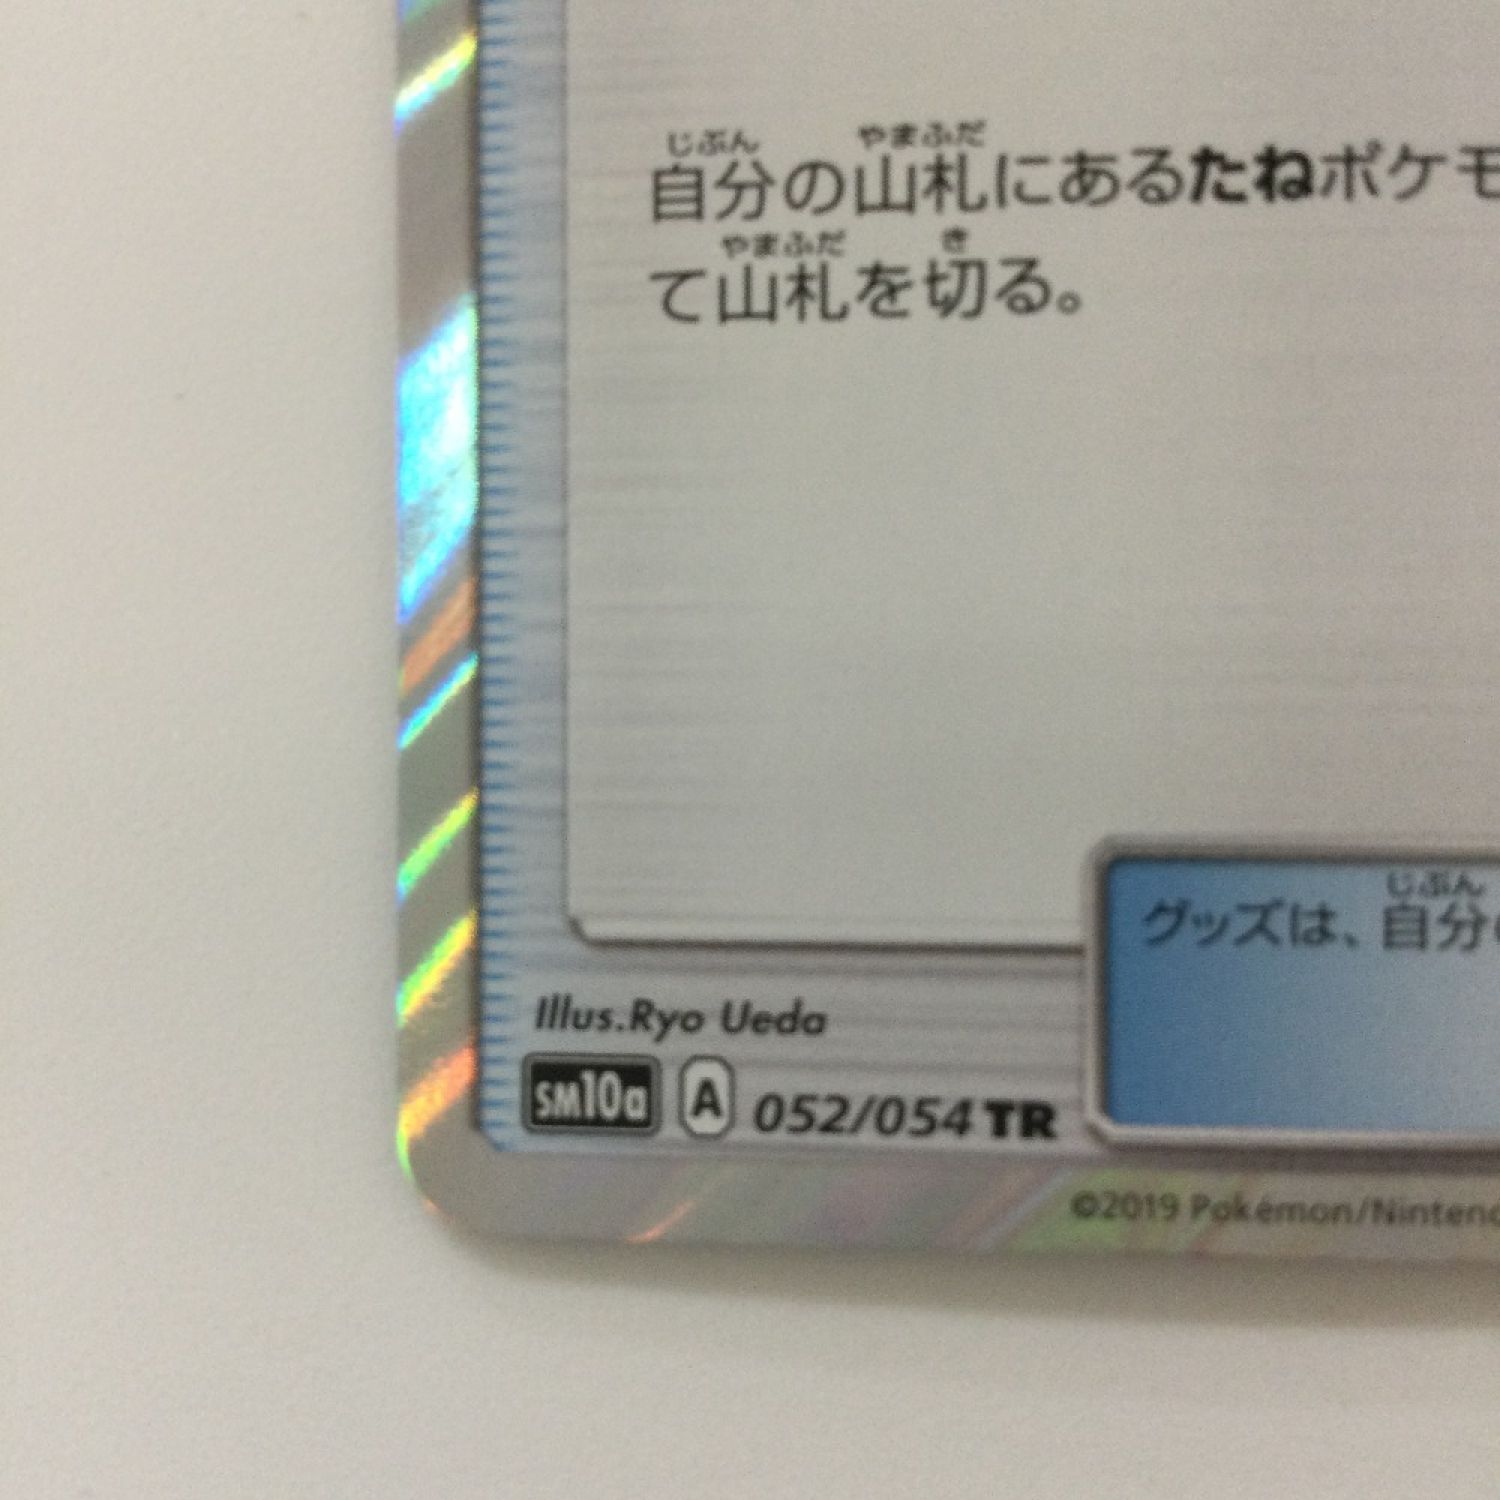 じぶん やまふだ
自分の山札にあるたねポケモ
やまふだ き
て山札を切る。
じぶん
グッズは、自分の
Illus.Ryo Ueda
SM10a A 052/054 TR
©2019 Pokémon/Nintend